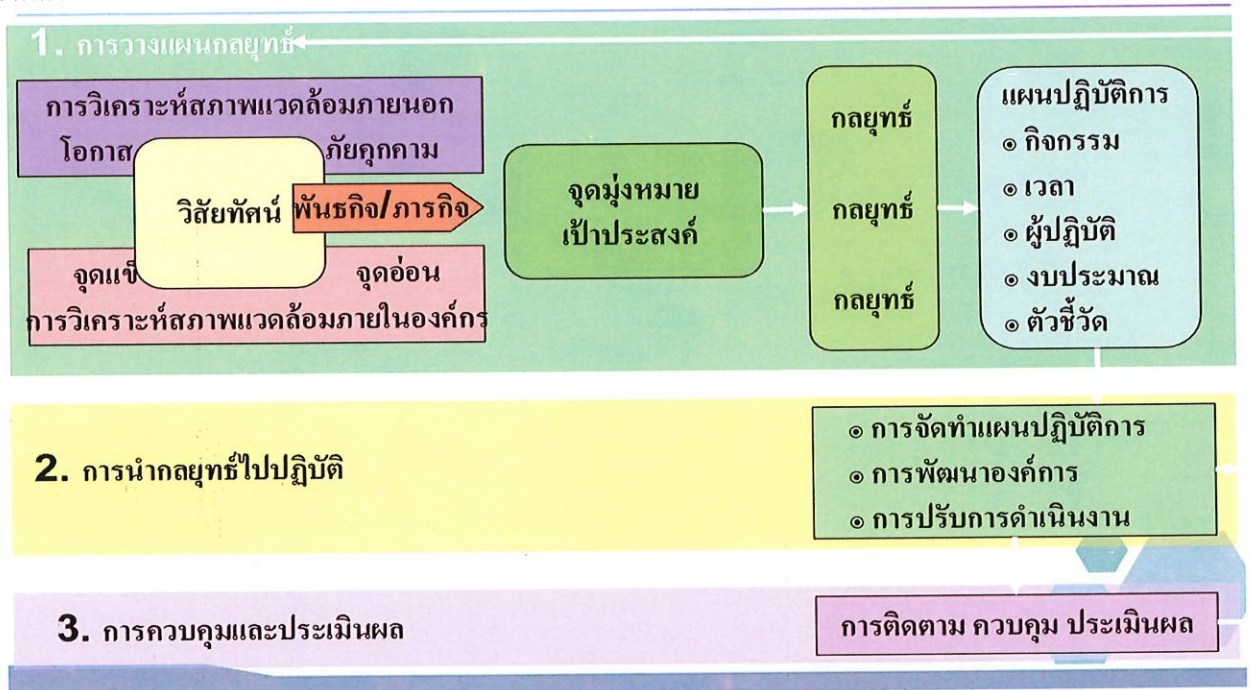 1. การวางแผนกลยุทธ์
การวิเคราะห์สภาพแวดล้อมภายนอก
โอกาส ภัยคุกคาม
วิสัยทัศน์ พันธกิจ/ภารกิจ
จุดแข็ จุดอ่อน
การวิเคราะห์สภาพแวดล้อมภายในองค์กร
จุดมุ่งหมาย
เป้าประสงค์
กลยุทธ์
กลยุทธ์
กลยุทธ์
แผนปฏิบัติการ
๏ กิจกรรม
๏ เวลา
๏ ผู้ปฏิบัติ
๏ งบประมาณ
๏ ตัวชี้วัด
2. การนำกลยุทธ์ไปปฏิบัติ
๏ การจัดทำแผนปฏิบัติการ
๏ การพัฒนาองค์การ
๏ การปรับการดำเนินงาน
3. การควบคุมและประเมินผล
การติดตาม ควบคุม ประเมินผล